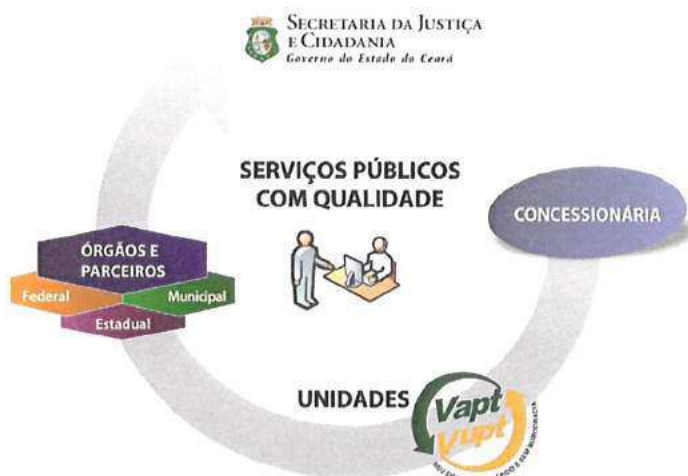 SECRETARIA DA JUSTIÇA
E CIDADANIA
Governo do Estado do Ceará
SERVIÇOS PÚBLICOS
COM QUALIDADE
CONCESSIONÁRIA
ÓRGÃOS E
PARCEIROS
Federal
Municipal
Estadual
UNIDADES
Vapt
Vupt